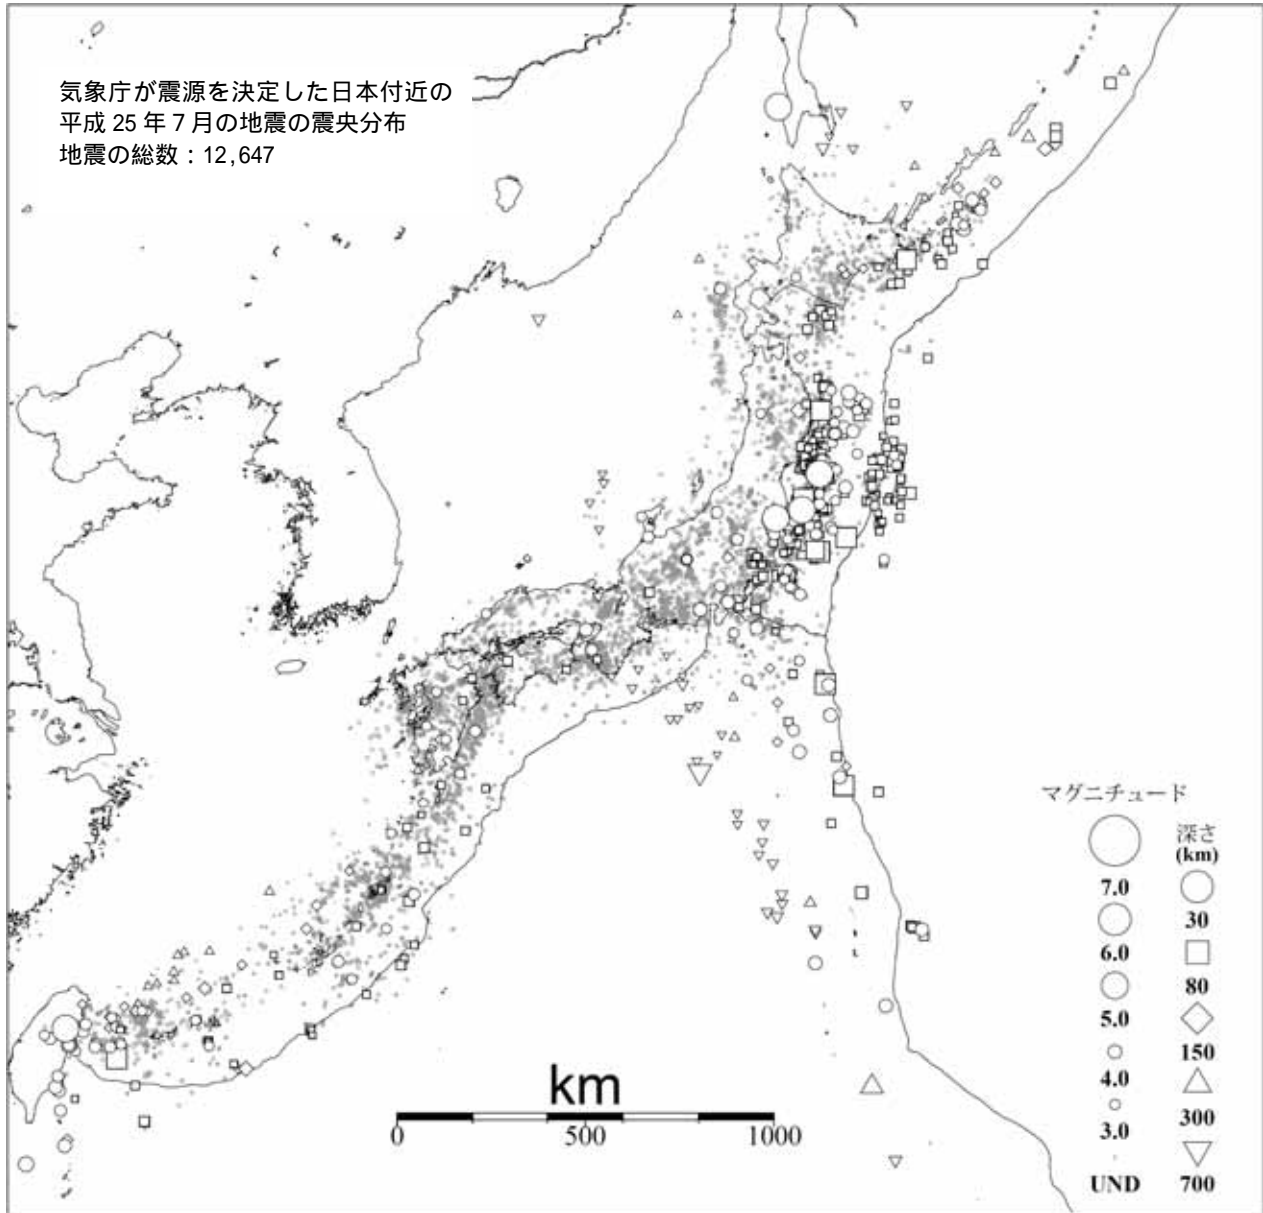 気象庁が震源を決定した日本付近の
平成 25 年 7 月の地震の震央分布
地震の総数:12,647
マグニチュード
深さ
(km)
7.0
30
6.0
80
5.0
150
4.0
300
3.0
UND 700
km
0 500 1000